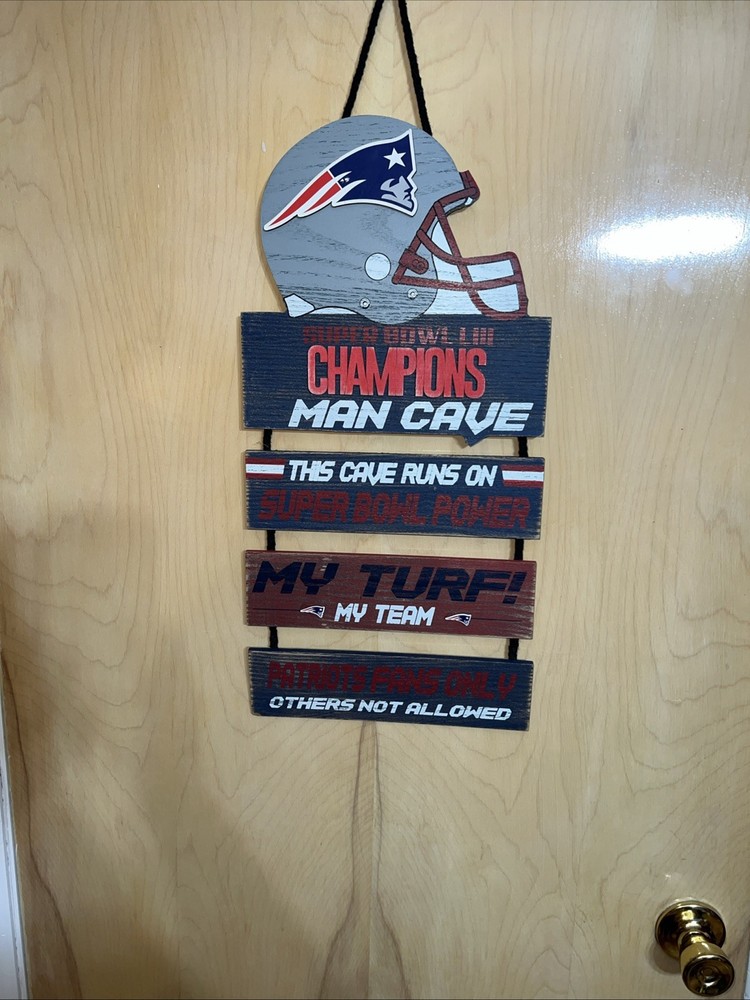 SUPER BOWL LIII
CHAMPIONS
MAN CAVE
THIS CAVE RUNS ON
SUPER BOWL POWER
MY TURF!
MY TEAM
PATRIOTS FANS ONLY
OTHERS NOT ALLOWED